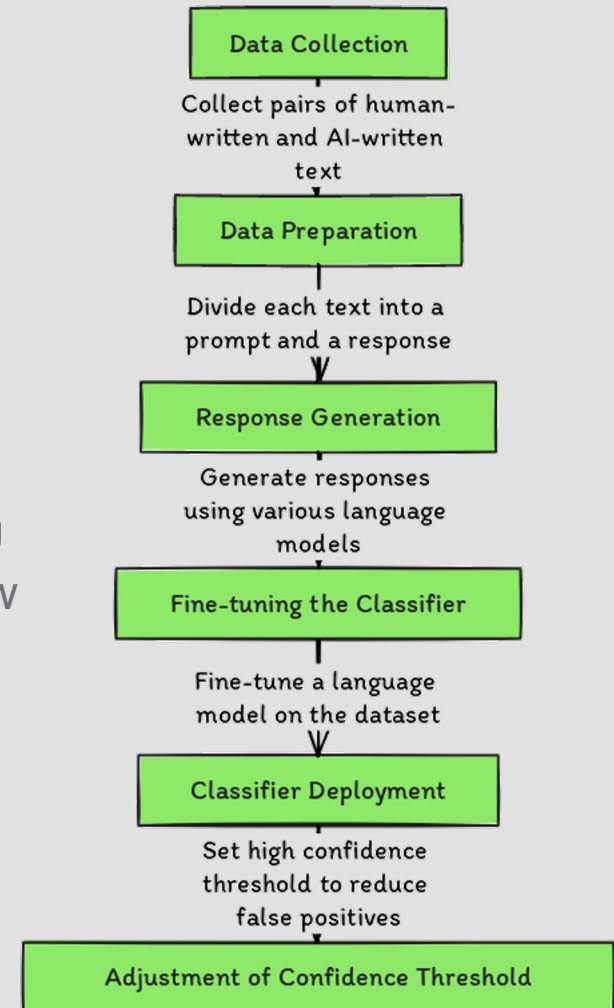 Data Collection
Collect pairs of human-
written and AI-written
text
Data Preparation
Divide each text into a
prompt and a response
Response Generation
Generate responses
using various language
models
Fine-tuning the Classifier
Fine-tune a language
model on the dataset
Classifier Deployment
Set high confidence
threshold to reduce
false positives
Adjustment of Confidence Threshold